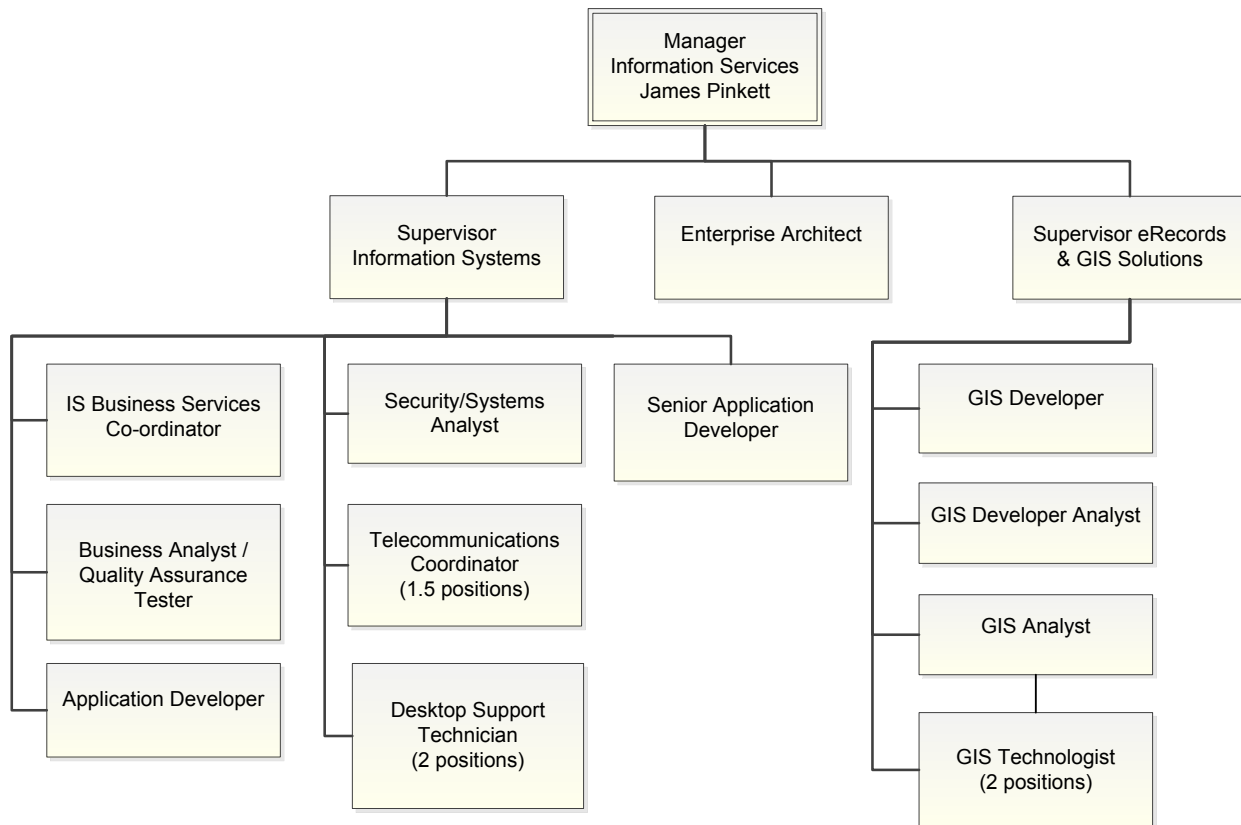 Manager
Information Services
James Pinkett
Supervisor
Information Systems
Enterprise Architect
Supervisor eRecords
& GIS Solutions
IS Business Services
Co-ordinator
Security/Systems
Analyst
Senior Application
Developer
GIS Developer
Business Analyst /
Quality Assurance
Tester
Telecommunications
Coordinator
(1.5 positions)
GIS Developer Analyst
GIS Analyst
Application Developer
Desktop Support
Technician
(2 positions)
GIS Technologist
(2 positions)